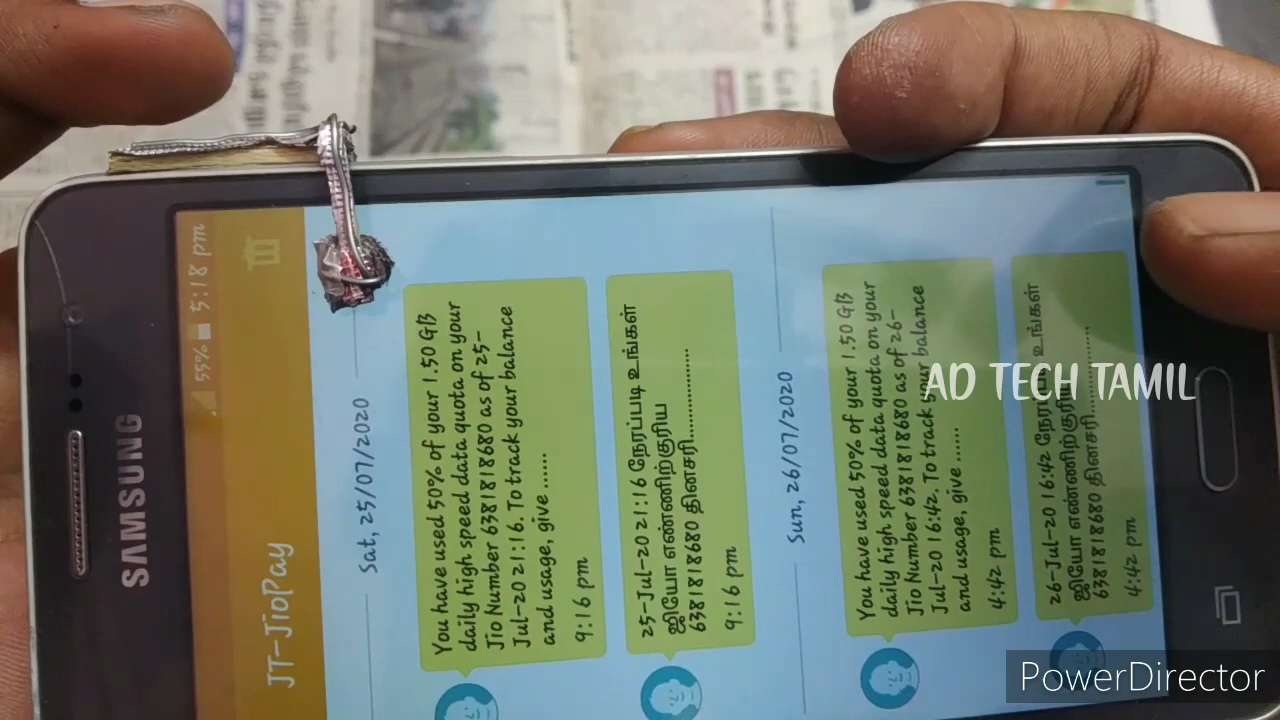 SAMSUNG
55% 5:18 pm
JT-JioPay
Sat, 25/07/2020
You have used 50% of your 1.50 GB
daily high speed data quota on your
Jio Number 6381818680 as of 25-
Jul-20 21:16. To track your balance
and usage, give ......
9:16 pm
25-Jul-20 21:16 நேரப்படி உங்கள்
ஜியோ எண்ணிற்குரிய
6381818680 தினசரி......................
9:16 pm
Sun, 26/07/2020
You have used 50% of your 1.50 GB
daily high speed data quota on your
Jio Number 6381818680 as of 26-
Jul-20 16:42. To track your balance
and usage, give ......
4:42 pm
26-Jul-20 16:42 நேரப்படி உங்கள்
ஜியோ எண்ணிற்குரிய
6381818680 தினசரி......................
4:42 pm
AD TECH TAMIL
PowerDirector